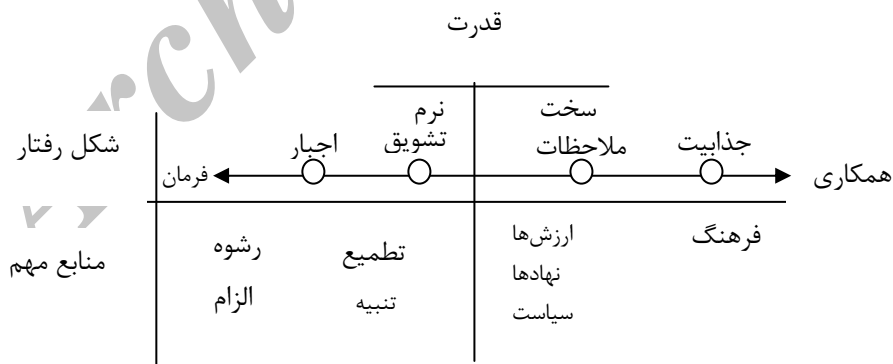 قدرت
سخت نرم
شکل رفتار
جذابیت ملاحظات تشویق اجبار
همکاری فرمان
منابع مهم
فرهنگ ارزش‌ها تطمیع رشوه
نهادها
سیاست تنبیه الزام